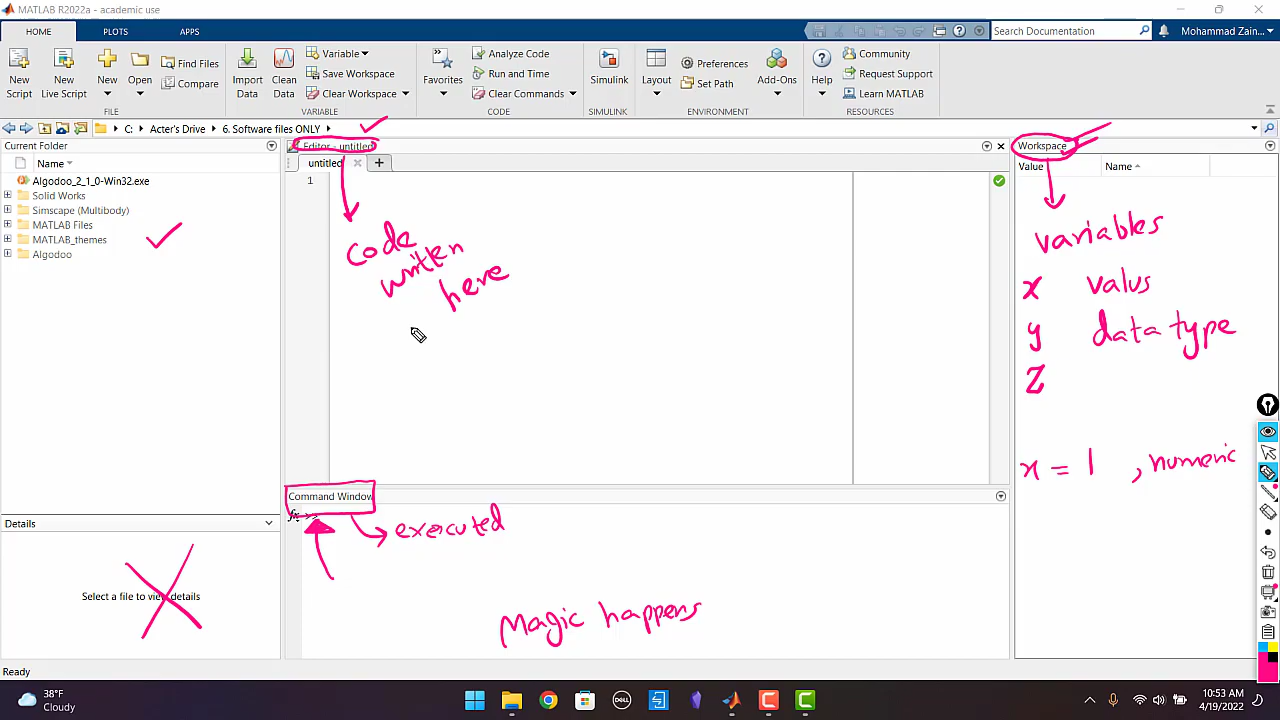 MATLAB R2022a - academic use
HOME PLOTS APPS
Search Documentation
Mohammad Zain...
New Script
New Live Script
New
Open
Find Files
Compare
FILE
Import Data
Clean Data
Variable
Save Workspace
Clear Workspace
VARIABLE
Favorites
Analyze Code
Run and Time
Clear Commands
CODE
Simulink
SIMULINK
Layout
Preferences
Set Path
Add-Ons
ENVIRONMENT
Help
Community
Request Support
Learn MATLAB
RESOURCES
C: Acter's Drive 6. Software files ONLY
Current Folder
Name
Algodoo_2_1_0-Win32.exe
Solid Works
Simscape (Multibody)
MATLAB Files
MATLAB_themes
Algodoo
Details
Select a file to view details
Editor - untitled
untitled
+
1
code
written
here
Command Window
fx >>
executed
Magic happens
Workspace
Value Name
variables
x valus
y data type
z
x = 1 , numeric
Ready
38°F
Cloudy
DELL
10:53 AM
4/19/2022